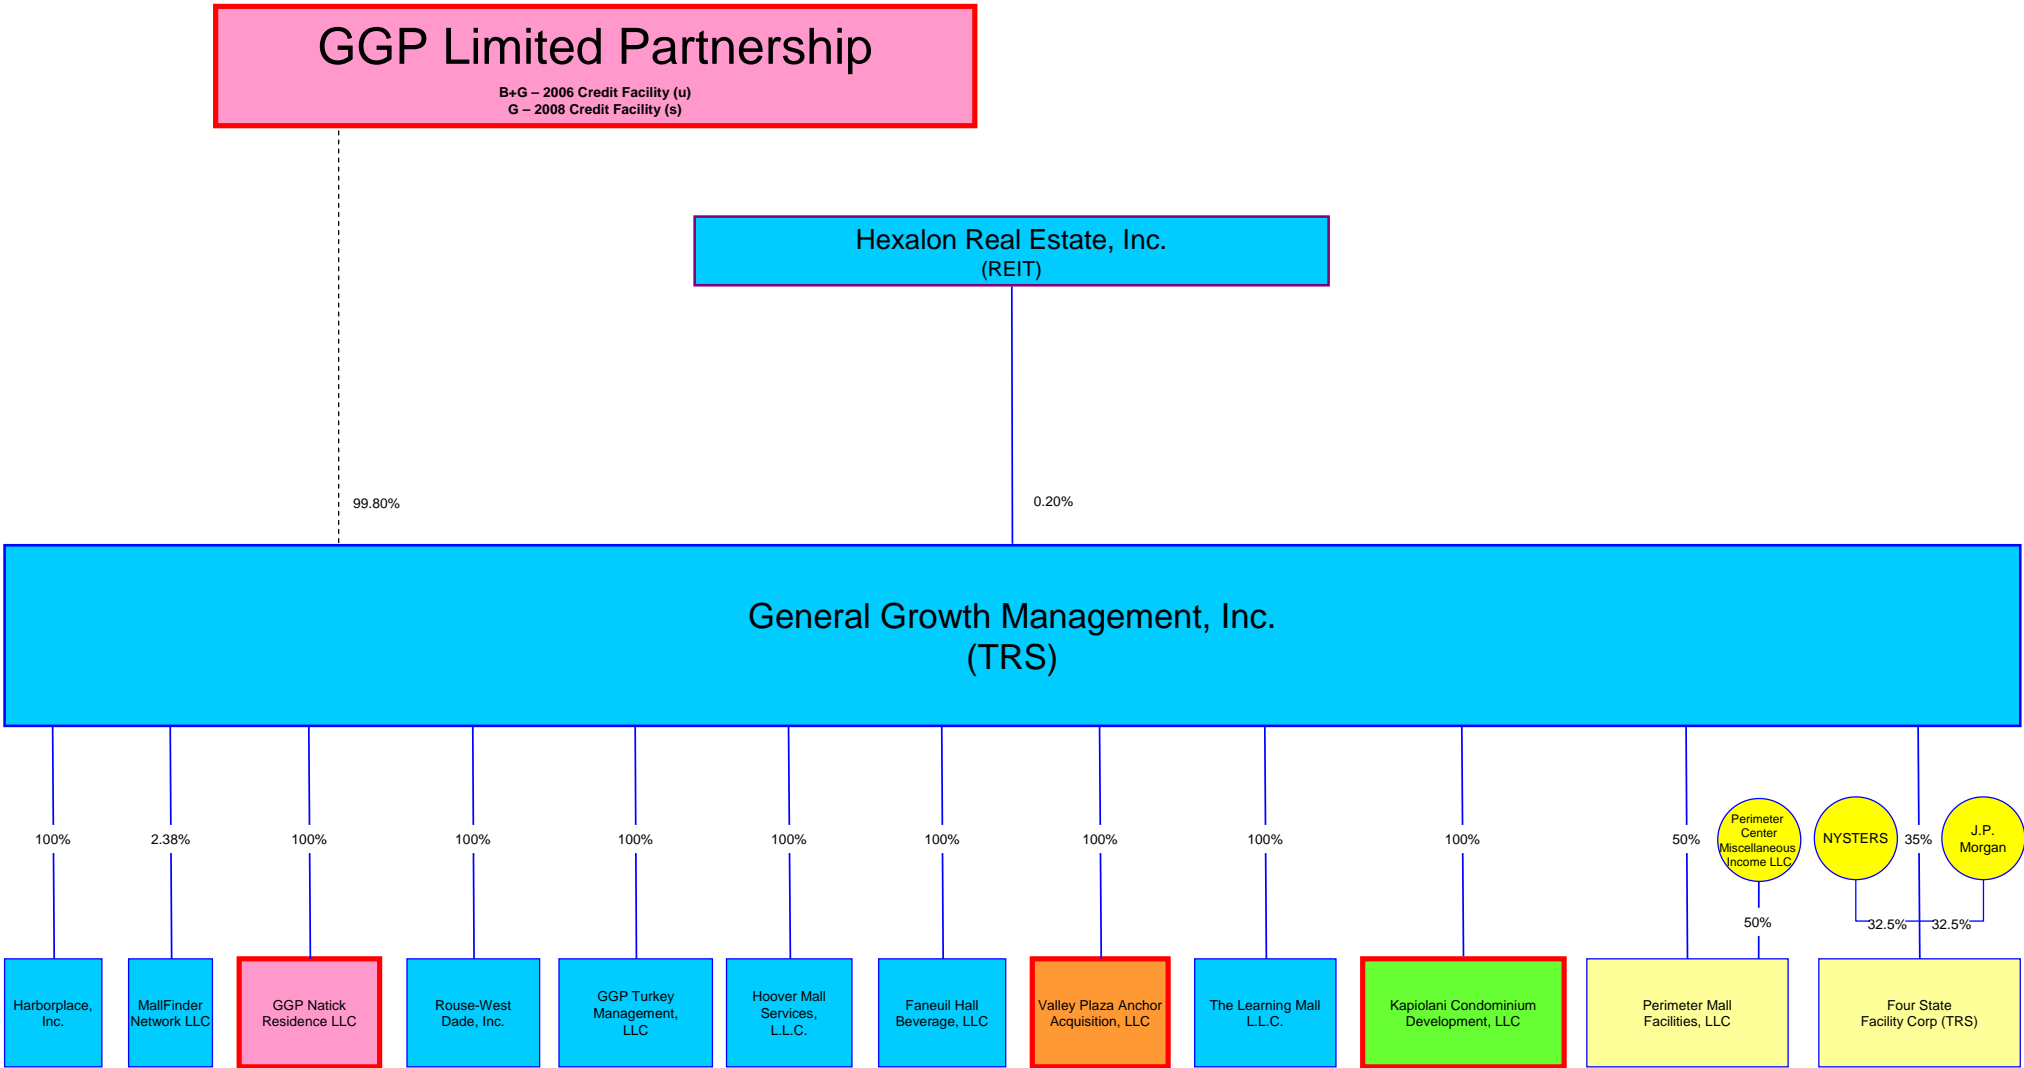 GGP Limited Partnership
B+G – 2006 Credit Facility (u)
G – 2008 Credit Facility (s)
Hexalon Real Estate, Inc.
(REIT)
99.80%
0.20%
General Growth Management, Inc.
(TRS)
100%
2.38%
100%
100%
100%
100%
100%
100%
100%
100%
50%
Perimeter
Center
Miscellaneous
Income LLC
NYSTERS
35%
J.P.
Morgan
50%
32.5%
32.5%
Harborplace,
Inc.
MallFinder
Network LLC
GGP Natick
Residence LLC
Rouse-West
Dade, Inc.
GGP Turkey
Management,
LLC
Hoover Mall
Services,
L.L.C.
Faneuil Hall
Beverage, LLC
Valley Plaza Anchor
Acquisition, LLC
The Learning Mall
L.L.C.
Kapiolani Condominium
Development, LLC
Perimeter Mall
Facilities, LLC
Four State
Facility Corp (TRS)